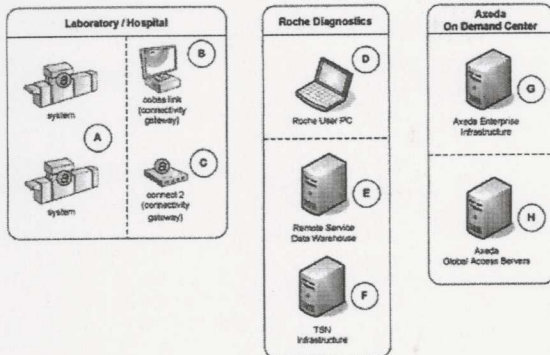 Laboratory / Hospital
system
A
system
B
cobas link
(connectivity
gateway)
C
connect 2
(connectivity
gateway)
Roche Diagnostics
D
Roche User PC
E
Remote Service
Data Warehouse
F
TSN
Infrastructure
Axeda
On Demand Center
G
Axeda Enterprise
Infrastructure
H
Axeda
Global Access Servers